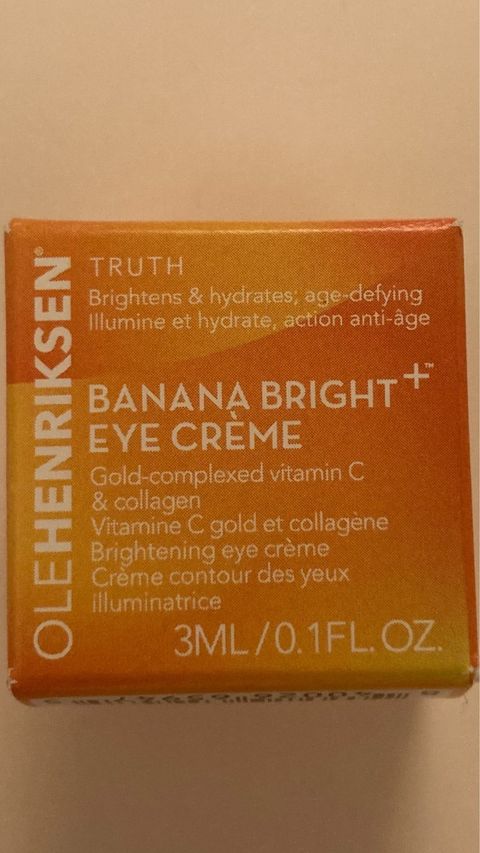 OLEHENRIKSEN®
TRUTH
Brightens & hydrates; age-defying
Illumine et hydrate, action anti-âge
BANANA BRIGHT+™
EYE CRÈME
Gold-complexed vitamin C
& collagen
Vitamine C gold et collagène
Brightening eye crème
Crème contour des yeux
illuminatrice
3ML/0.1FL. OZ.